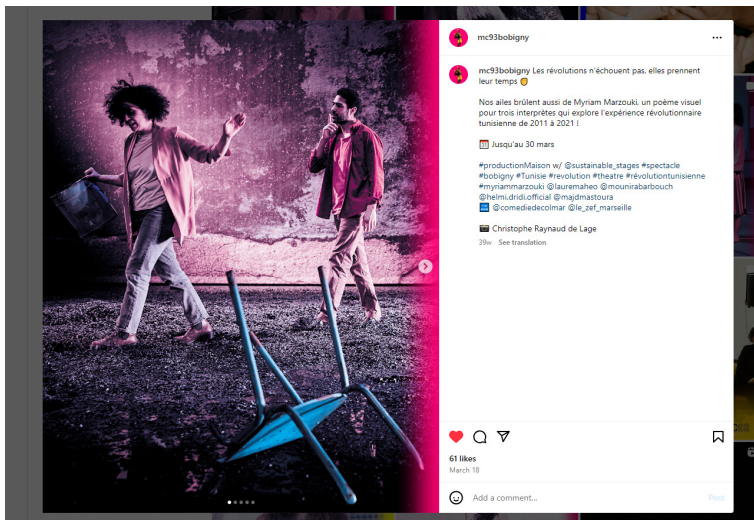 mc93bobigny
mc93bobigny Les révolutions n'échouent pas, elles prennent
leur temps ✊
Nos ailes brûlent aussi de Myriam Marzouki, un poème visuel
pour trois interprètes qui explore l'expérience révolutionnaire
tunisienne de 2011 à 2021 !
Jusqu'au 30 mars
#productionMaison w/ @sustainable_stages #spectacle
#bobigny #Tunisie #revolution #theatre #révolutiontunisienne
#myriammarzouki @lauremaheo @mounirabarbouch
@helmi.dridi.official @majdmastoura
@comediedecolmar @le_zef_marseille
Christophe Raynaud de Lage
39w See translation
61 likes
March 18
Add a comment... Post